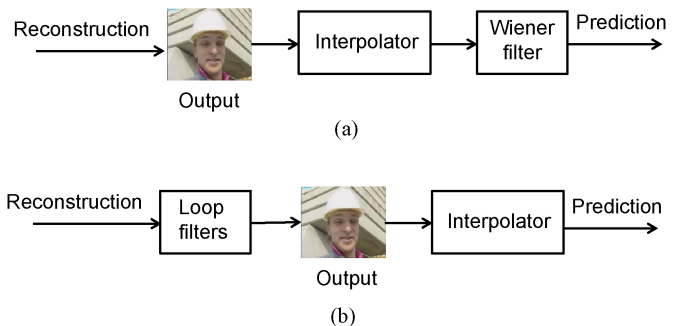 Reconstruction
Output
Interpolator
Wiener
filter
Prediction
(a)
Reconstruction
Loop
filters
Output
Interpolator
Prediction
(b)